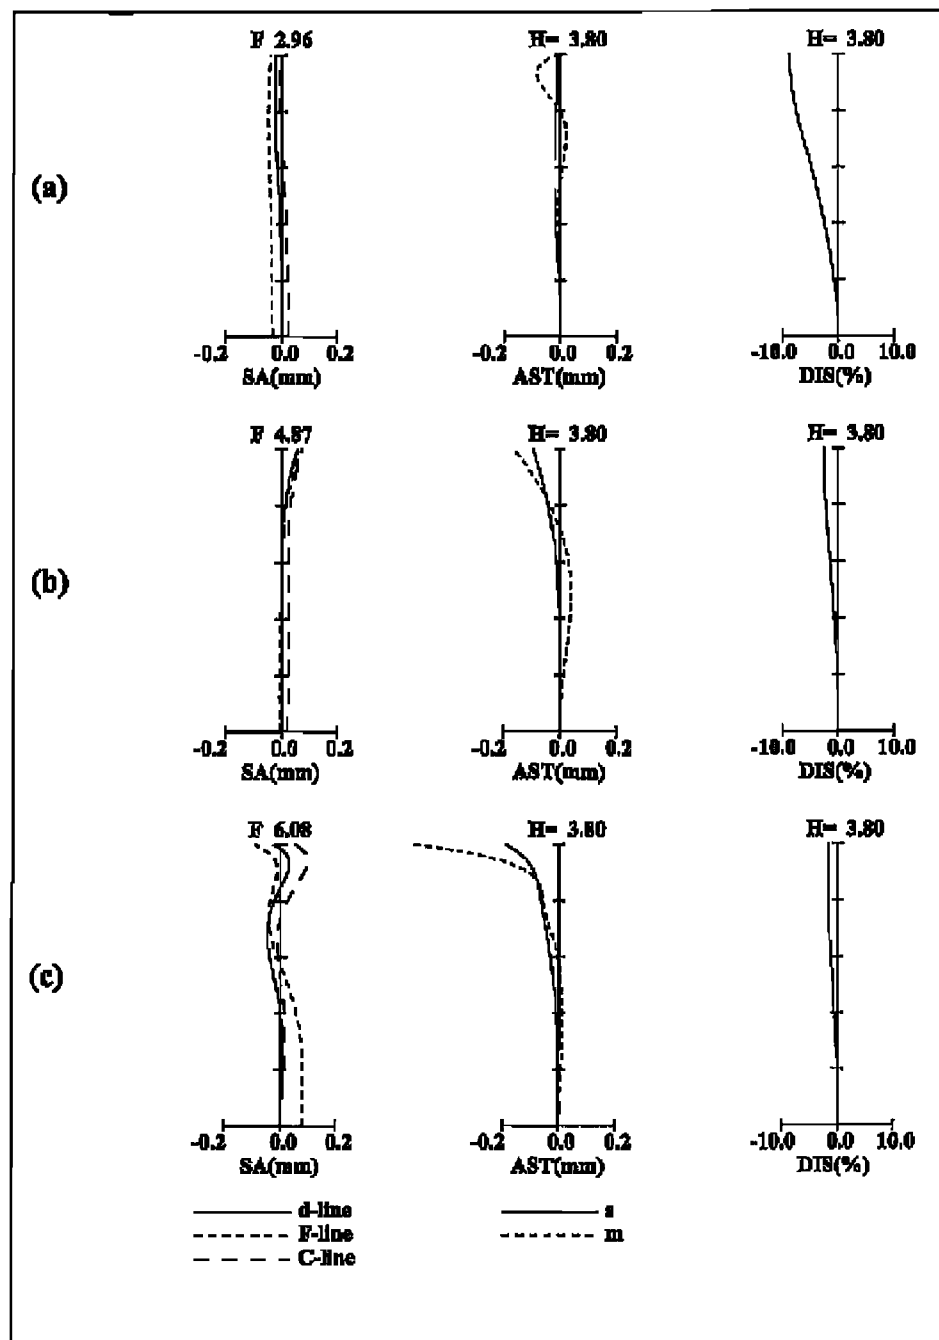 F 2.96 H= 3.80 H= 3.80
(a)
-0.2 0.0 0.2 -0.2 0.0 0.2 -10.0 0.0 10.0
SA(mm) AST(mm) DIS(%)
F 4.87 H= 3.80 H= 3.80
(b)
-0.2 0.0 0.2 -0.2 0.0 0.2 -10.0 0.0 10.0
SA(mm) AST(mm) DIS(%)
F 6.08 H= 3.80 H= 3.80
(c)
-0.2 0.0 0.2 -0.2 0.0 0.2 -10.0 0.0 10.0
SA(mm) AST(mm) DIS(%)
d-line s
F-line m
C-line